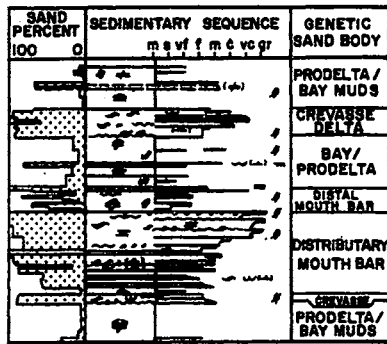 SAND
PERCENT
100 0
SEDIMENTARY SEQUENCE
m s vf f m c vc gr
GENETIC
SAND BODY
PRODELTA/
BAY MUDS
CREVASSE
DELTA
BAY/
PRODELTA
DISTAL
MOUTH BAR
DISTRIBUTARY
MOUTH BAR
CREVASSE
PRODELTA/
BAY MUDS